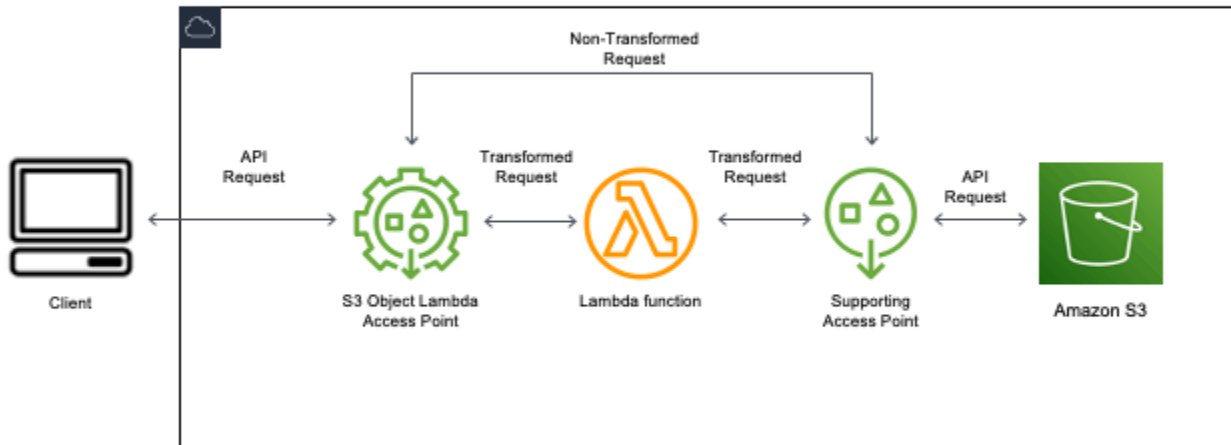 Non-Transformed
Request
API
Request
Transformed
Request
Transformed
Request
API
Request
Client
S3 Object Lambda
Access Point
Lambda function
Supporting
Access Point
Amazon S3